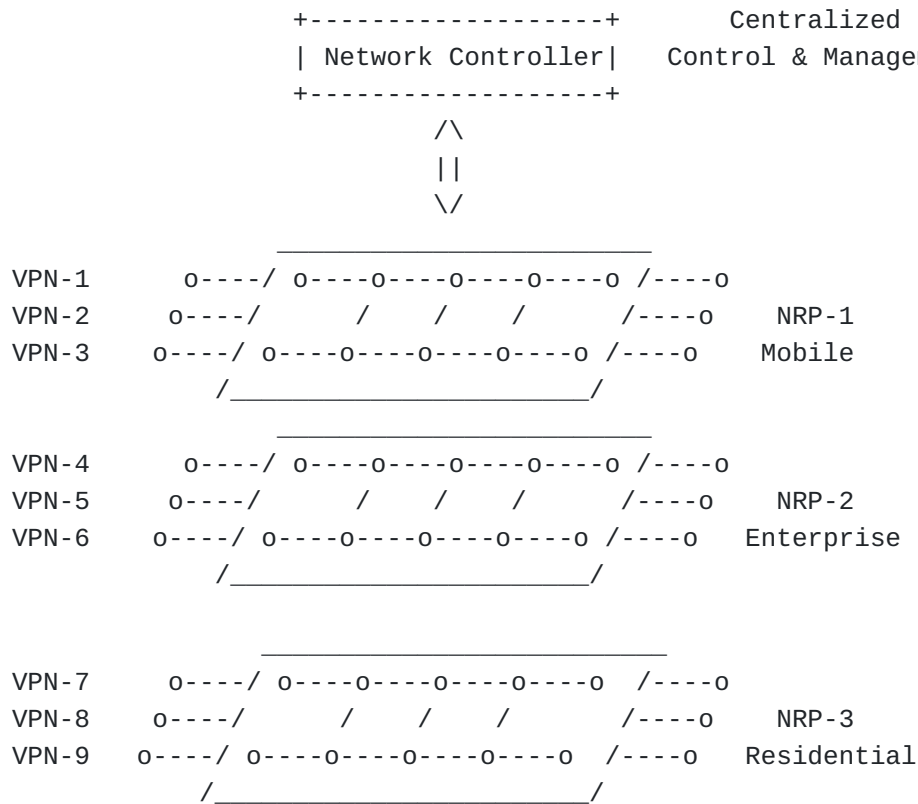 Centralized
Network Controller Control &
VPN-1
VPN-2 NRP-1
VPN-3 Mobile
VPN-4
VPN-5 NRP-2
VPN-6 Enterprise
VPN-7
VPN-8 NRP-3
VPN-9 Residential